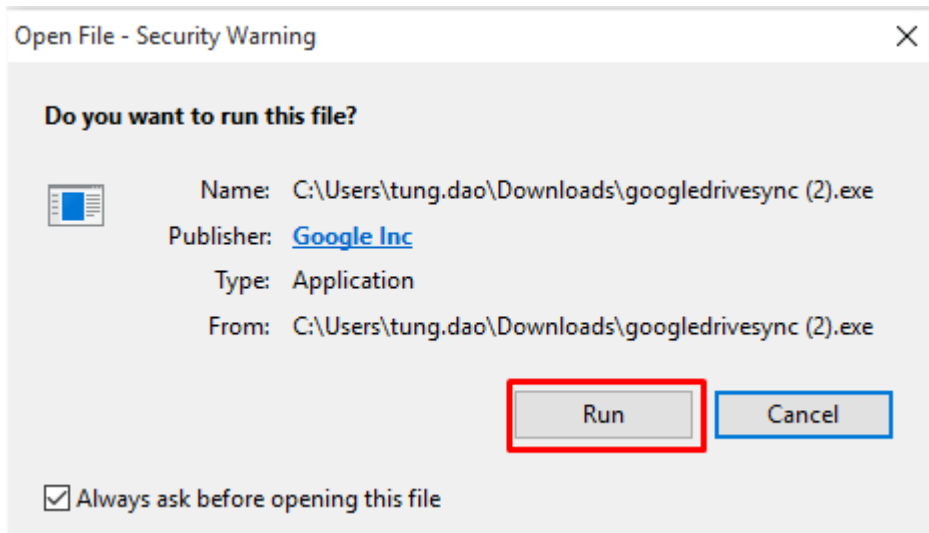 Open File - Security Warning
Do you want to run this file?
Name: C:\Users\tung.dao\Downloads\googledrivesync (2).exe
Publisher: Google Inc
Type: Application
From: C:\Users\tung.dao\Downloads\googledrivesync (2).exe
Run Cancel
Always ask before opening this file